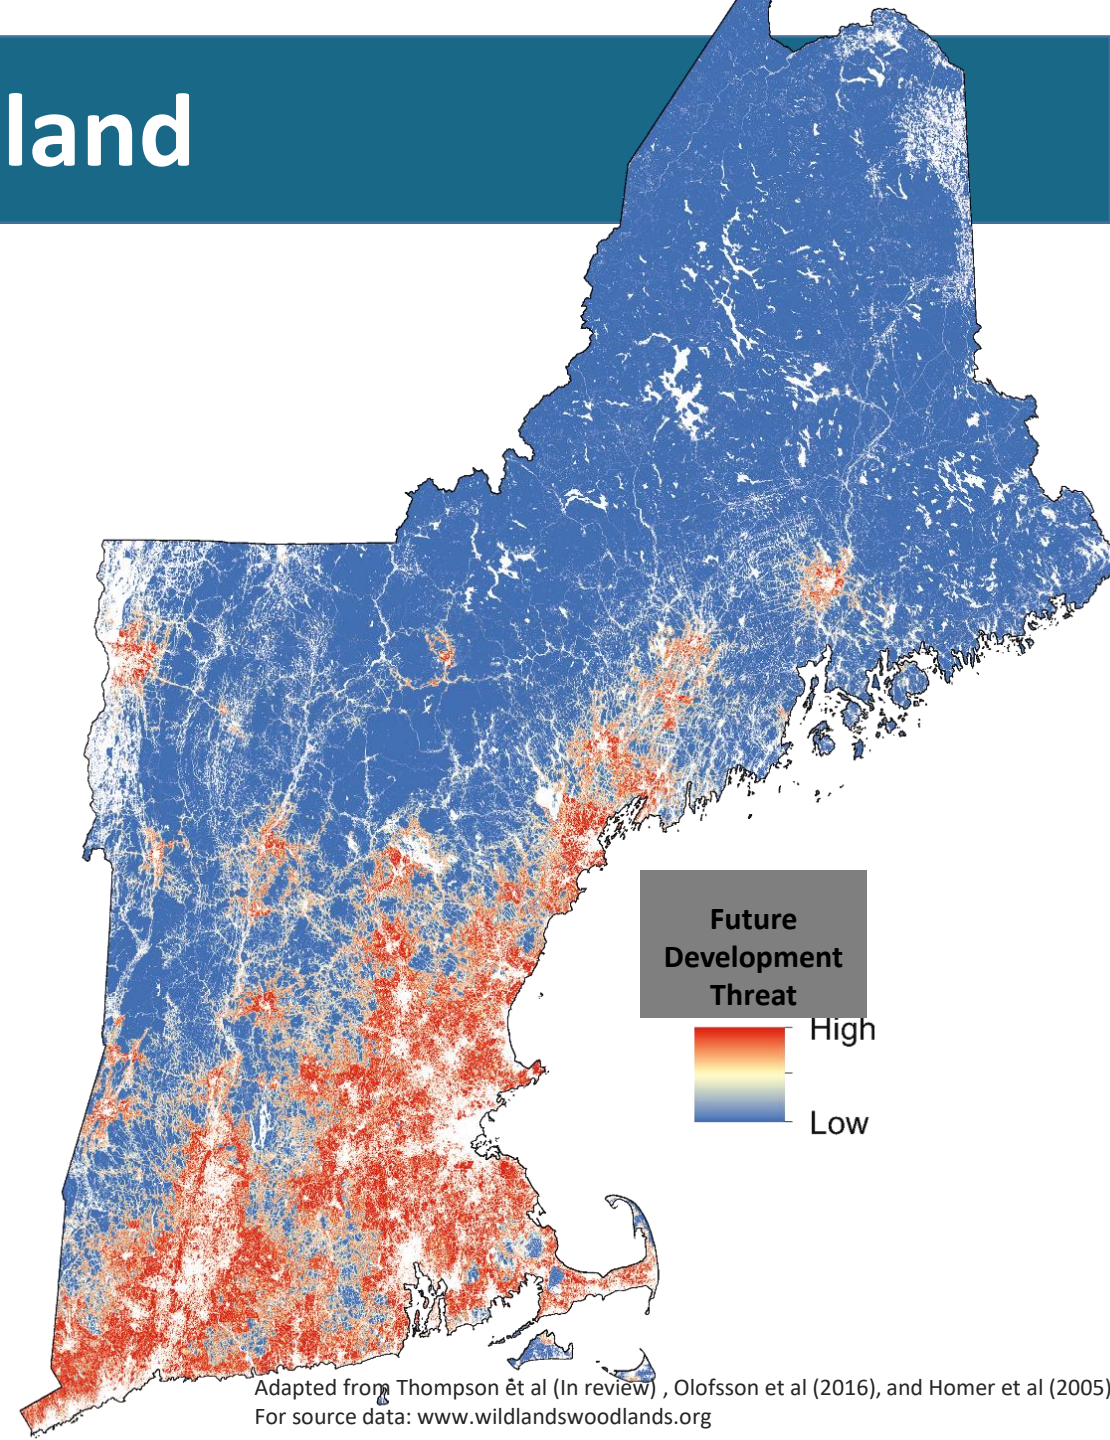 land
Future
Development
Threat
High
Low
Adapted from Thompson et al (In review) , Olofsson et al (2016), and Homer et al (2005)
For source data: www.wildlandswoodlands.org